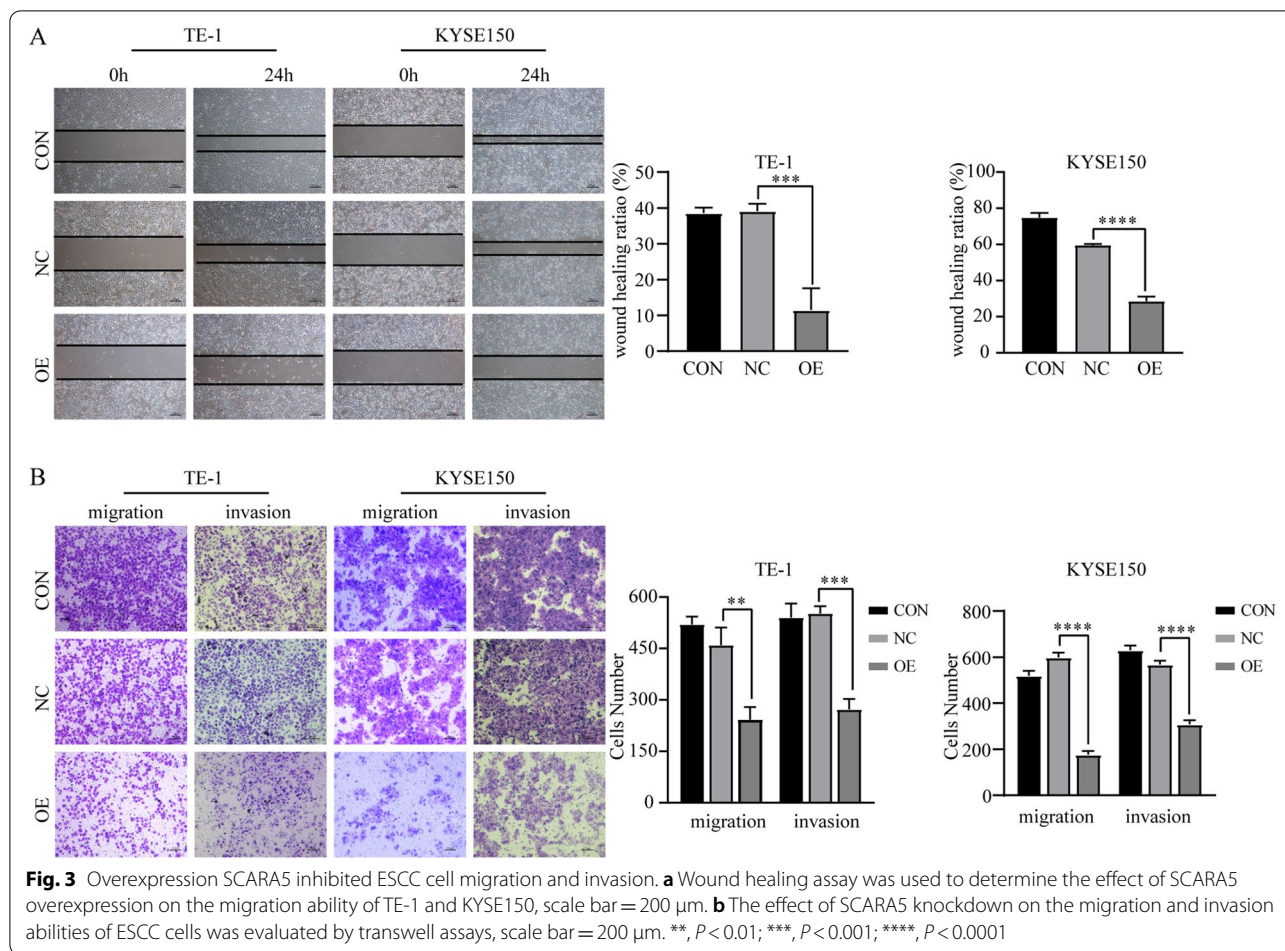 A
TE-1
KYSE150
0h
24h
0h
24h
CON
NC
OE
TE-1
wound healing ratiao (%)
50
40
30
20
10
0
***
CON NC OE
KYSE150
wound healing ratiao (%)
100
80
60
40
20
0
****
CON NC OE
B
TE-1
KYSE150
migration
invasion
migration
invasion
CON
NC
OE
TE-1
Cells Number
600
450
300
150
0
**
***
migration
invasion
CON
NC
OE
KYSE150
Cells Number
800
600
400
200
0
****
****
migration
invasion
CON
NC
OE
Fig. 3 Overexpression SCARA5 inhibited ESCC cell migration and invasion. a Wound healing assay was used to determine the effect of SCARA5
overexpression on the migration ability of TE-1 and KYSE150, scale bar = 200 μm. b The effect of SCARA5 knockdown on the migration and invasion
abilities of ESCC cells was evaluated by transwell assays, scale bar = 200 μm. **, P < 0.01; ***, P < 0.001; ****, P < 0.0001